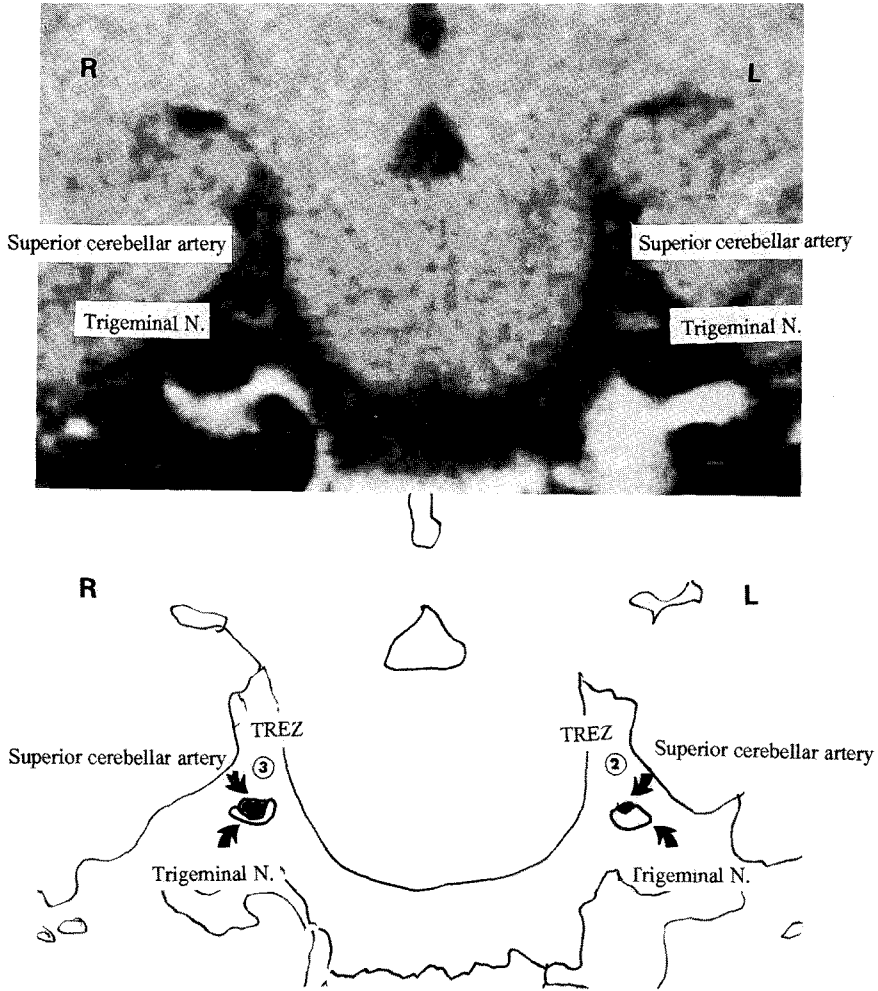 R
L
Superior cerebellar artery
Superior cerebellar artery
Trigeminal N.
Trigeminal N.
R
L
TREZ
TREZ
Superior cerebellar artery
③
②
Superior cerebellar artery
Trigeminal N.
Trigeminal N.